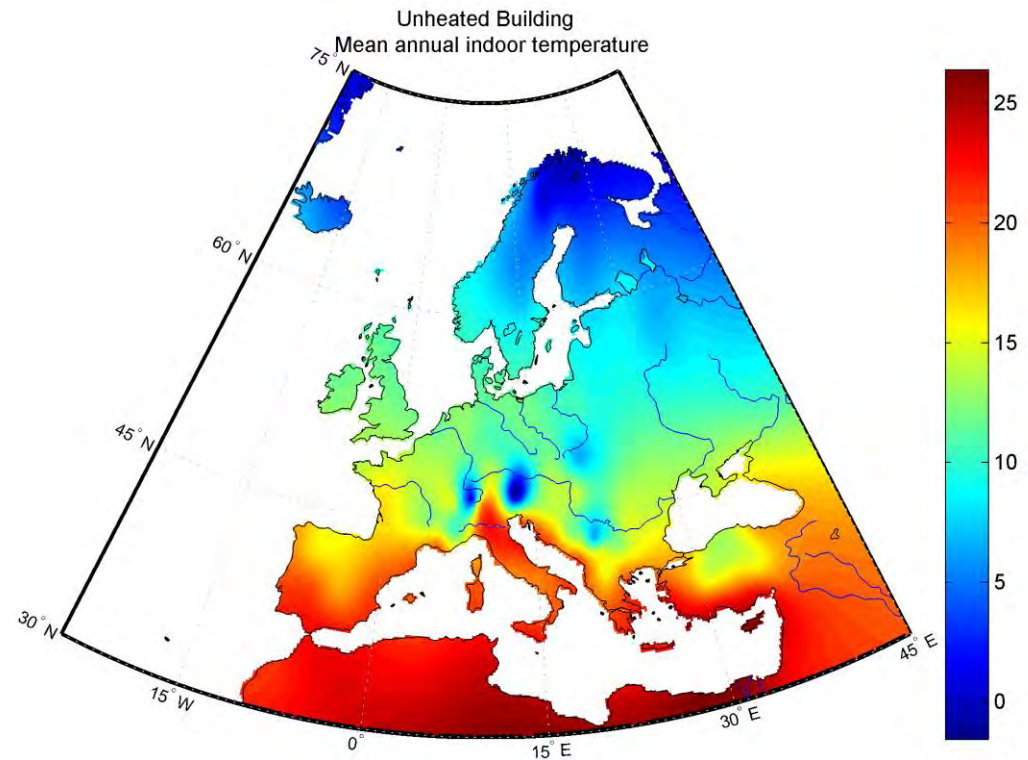 Unheated Building
Mean annual indoor temperature
75°N
60°N
45°N
30°N
15°W
0°
15°E
30°E
45°E
25
20
15
10
5
0